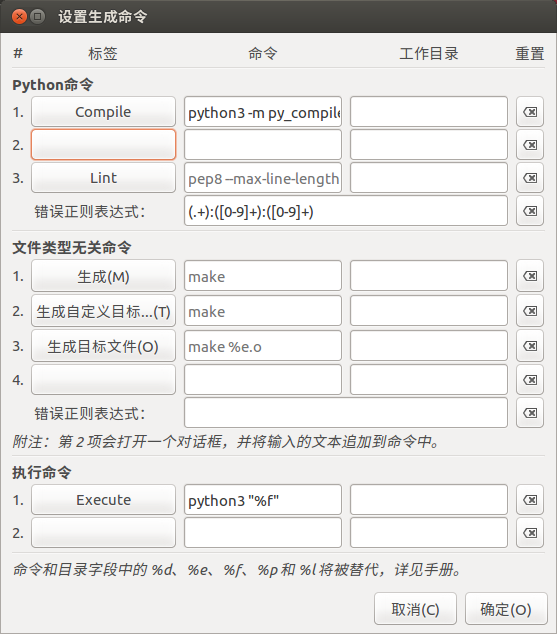 设置生成命令
# 标签 命令 工作目录 重置
Python命令
1. Compile python3 -m py_compile
2.
3. Lint pep8 --max-line-length
错误正则表达式： (.+):([0-9]+):([0-9]+)
文件类型无关命令
1. 生成(M) make
2. 生成自定义目标...(T) make
3. 生成目标文件(O) make %e.o
4.
错误正则表达式：
附注：第 2 项会打开一个对话框，并将输入的文本追加到命令中。
执行命令
1. Execute python3 "%f"
2.
命令和目录字段中的 %d、%e、%f、%p 和 %l 将被替代，详见手册。
取消(C) 确定(O)